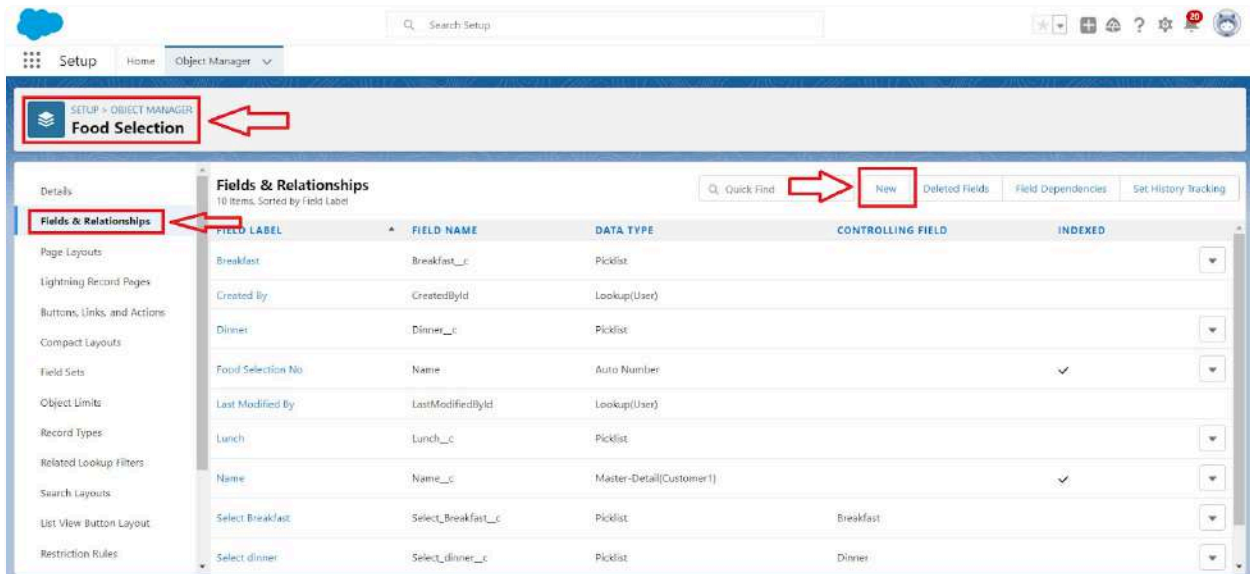 Search Setup
20
Setup Home Object Manager
SETUP > OBJECT MANAGER
Food Selection
Details
Fields & Relationships
Page Layouts
Lightning Record Pages
Buttons, Links, and Actions
Compact Layouts
Field Sets
Object Limits
Record Types
Related Lookup Filters
Search Layouts
List View Button Layout
Restriction Rules
Fields & Relationships
10 Items, Sorted by Field Label
Quick Find New Deleted Fields Field Dependencies Set History Tracking
FIELD LABEL FIELD NAME DATA TYPE CONTROLLING FIELD INDEXED
Breakfast Breakfast__c Picklist
Created By CreatedById Lookup(User)
Dinner Dinner__c Picklist
Food Selection No Name Auto Number
Last Modified By LastModifiedById Lookup(User)
Lunch Lunch__c Picklist
Name Name__c Master-Detail(Customer1)
Select Breakfast Select_Breakfast__c Picklist Breakfast
Select dinner Select_dinner__c Picklist Dinner